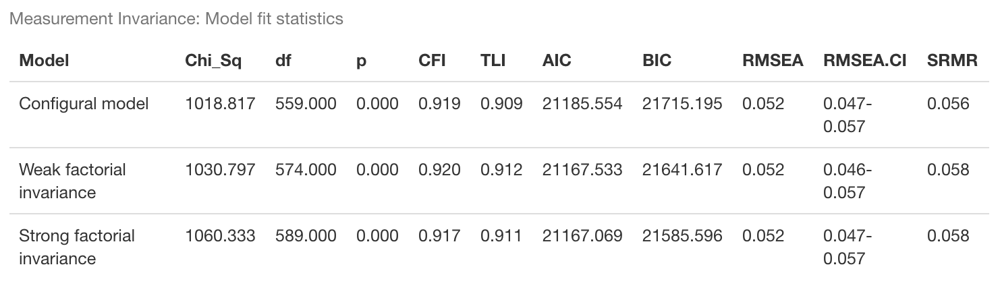 Measurement Invariance: Model fit statistics
Model Chi_Sq df p CFI TLI AIC BIC RMSEA RMSEA.CI SRMR
Configural model 1018.817 559.000 0.000 0.919 0.909 21185.554 21715.195 0.052 0.047- 0.056
0.057
Weak factorial 1030.797 574.000 0.000 0.920 0.912 21167.533 21641.617 0.052 0.046- 0.058
invariance 0.057
Strong factorial 1060.333 589.000 0.000 0.917 0.911 21167.069 21585.596 0.052 0.047- 0.058
invariance 0.057